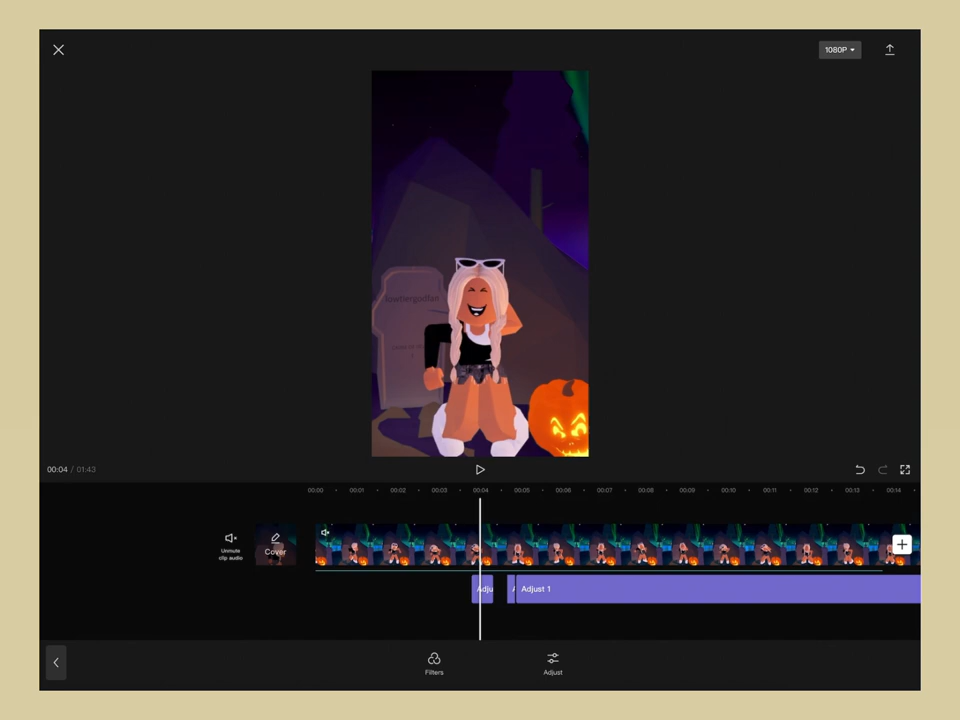 1080P
00:04 / 01:43
00:00 00:01 00:02 00:03 00:04 00:05 00:06 00:07 00:08 00:09 00:10 00:11 00:12 00:13 00:14
Unmute
clip audio
Cover
Adju
Adjust 1
Filters
Adjust